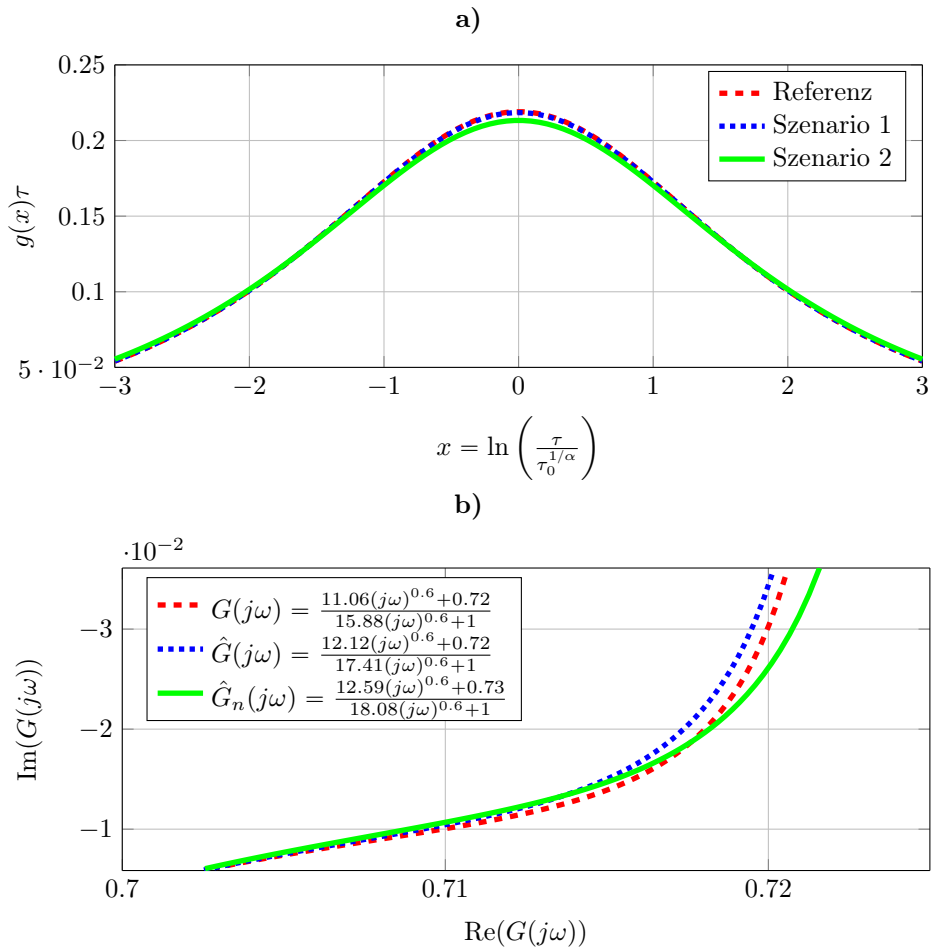 a)
0.25
0.2
0.15
0.1
5 · 10⁻²
g(x)τ
Referenz
Szenario 1
Szenario 2
−3 −2 −1 0 1 2 3
x = ln(τ / τ₀^{1/α})
b)
·10⁻²
−3
−2
−1
Im(G(jω))
G(jω) = (11.06(jω)^{0.6}+0.72) / (15.88(jω)^{0.6}+1)
Ĝ(jω) = (12.12(jω)^{0.6}+0.72) / (17.41(jω)^{0.6}+1)
Ĝₙ(jω) = (12.59(jω)^{0.6}+0.73) / (18.08(jω)^{0.6}+1)
0.7 0.71 0.72
Re(G(jω))